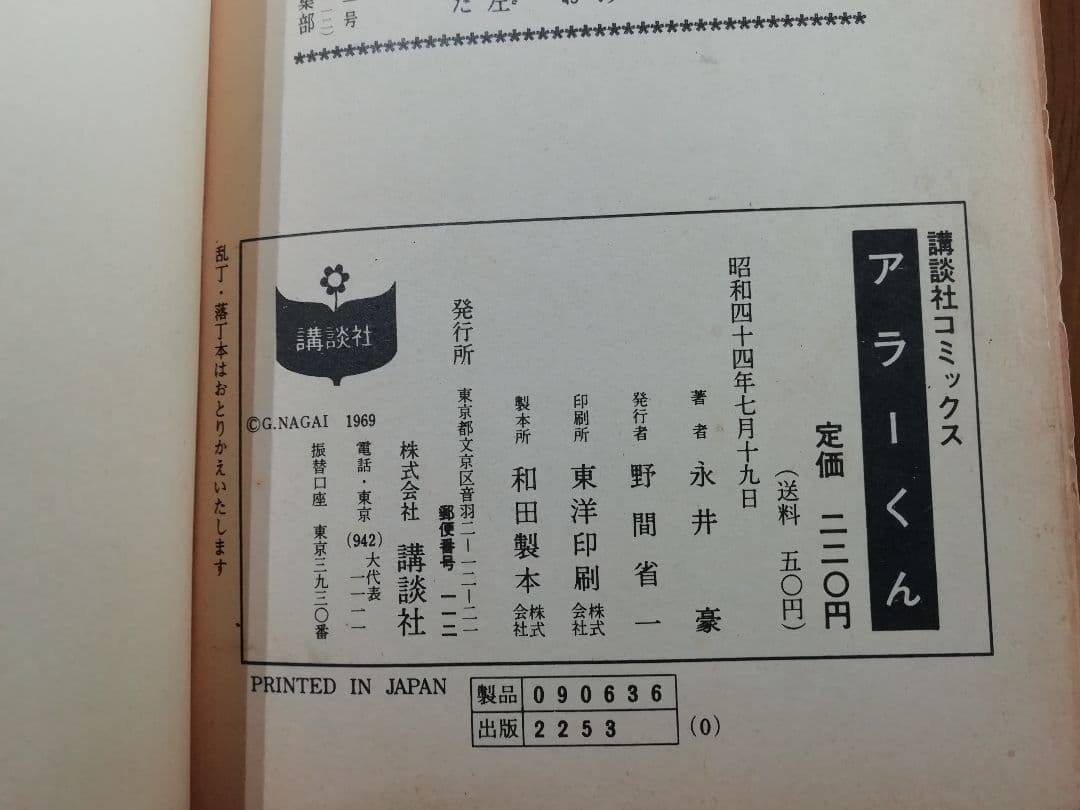 集部
号
た 左。
****************************************
講談社コミックス
アラーくん
定価 二二〇円
(送料 五〇円)
昭和四十四年七月十九日
著者 永井豪
発行者 野間省一
印刷所 東洋印刷株式会社
製本所 和田製本株式会社
発行所
東京都文京区音羽二―一二―二一
郵便番号 一一二
株式会社 講談社
電話・東京(942)一一一一 大代表
振替口座 東京三九三〇番
講談社
©G.NAGAI 1969
乱丁・落丁本はおとりかえいたします
PRINTED IN JAPAN
製品 090636
出版 2253 (0)